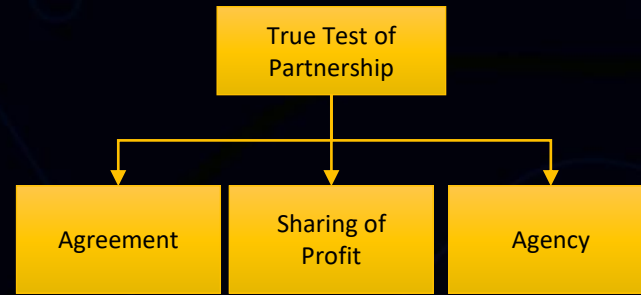 True Test of
Partnership
Agreement
Sharing of
Profit
Agency